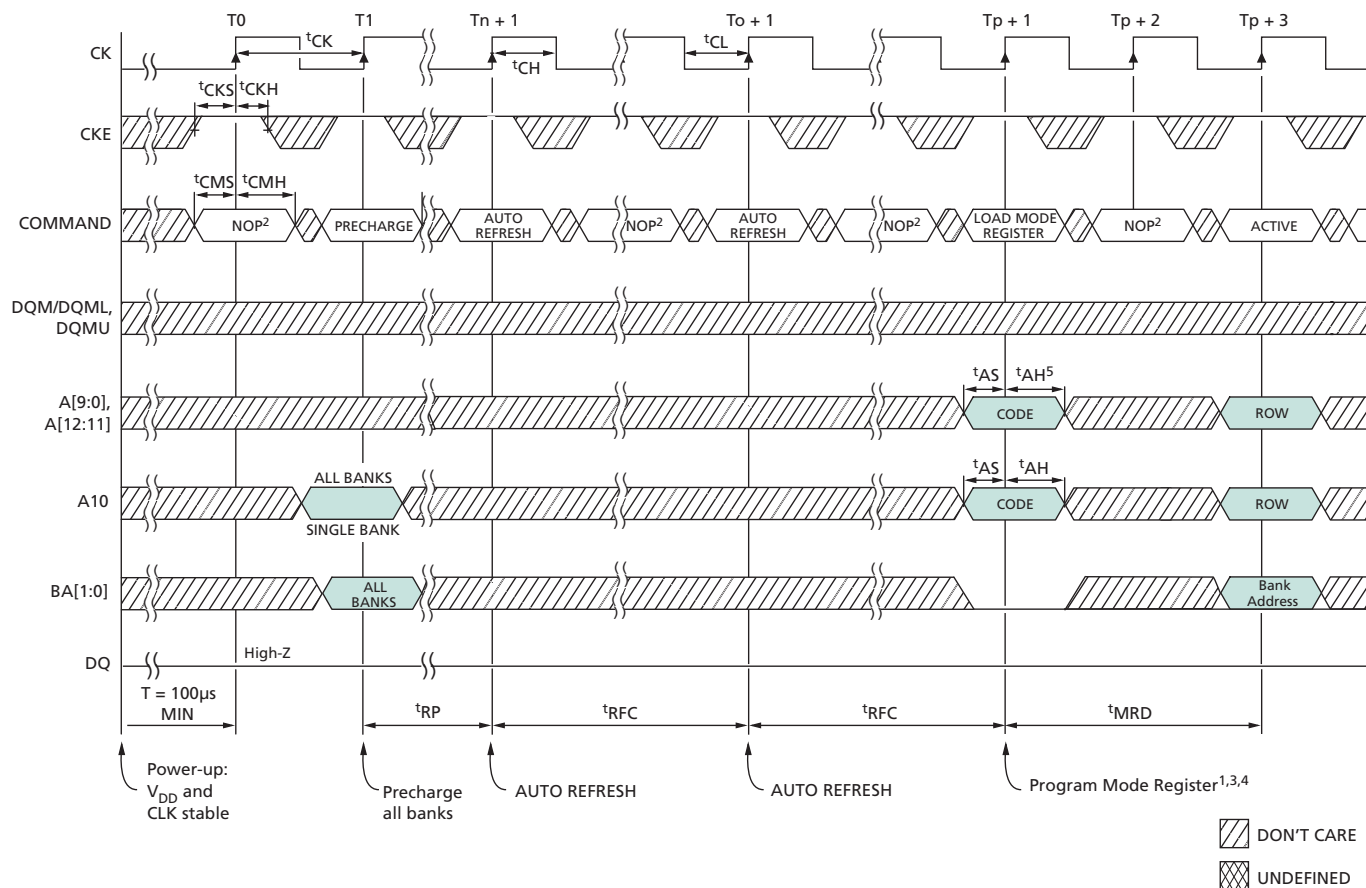 T0 T1 Tn + 1 To + 1 Tp + 1 Tp + 2 Tp + 3
CK
tCK
tCL
tCH
tCKS tCKH
CKE
tCMS tCMH
COMMAND
NOP2
PRECHARGE
AUTO
REFRESH
NOP2
AUTO
REFRESH
NOP2
LOAD MODE
REGISTER
NOP2
ACTIVE
DQM/DQML,
DQMU
tAS tAH5
A[9:0],
A[12:11]
CODE
ROW
tAS tAH
A10
ALL BANKS
SINGLE BANK
CODE
ROW
BA[1:0]
ALL
BANKS
Bank
Address
DQ
High-Z
T = 100µs
MIN
tRP
tRFC
tRFC
tMRD
Power-up:
VDD and
CLK stable
Precharge
all banks
AUTO REFRESH
AUTO REFRESH
Program Mode Register1,3,4
DON'T CARE
UNDEFINED